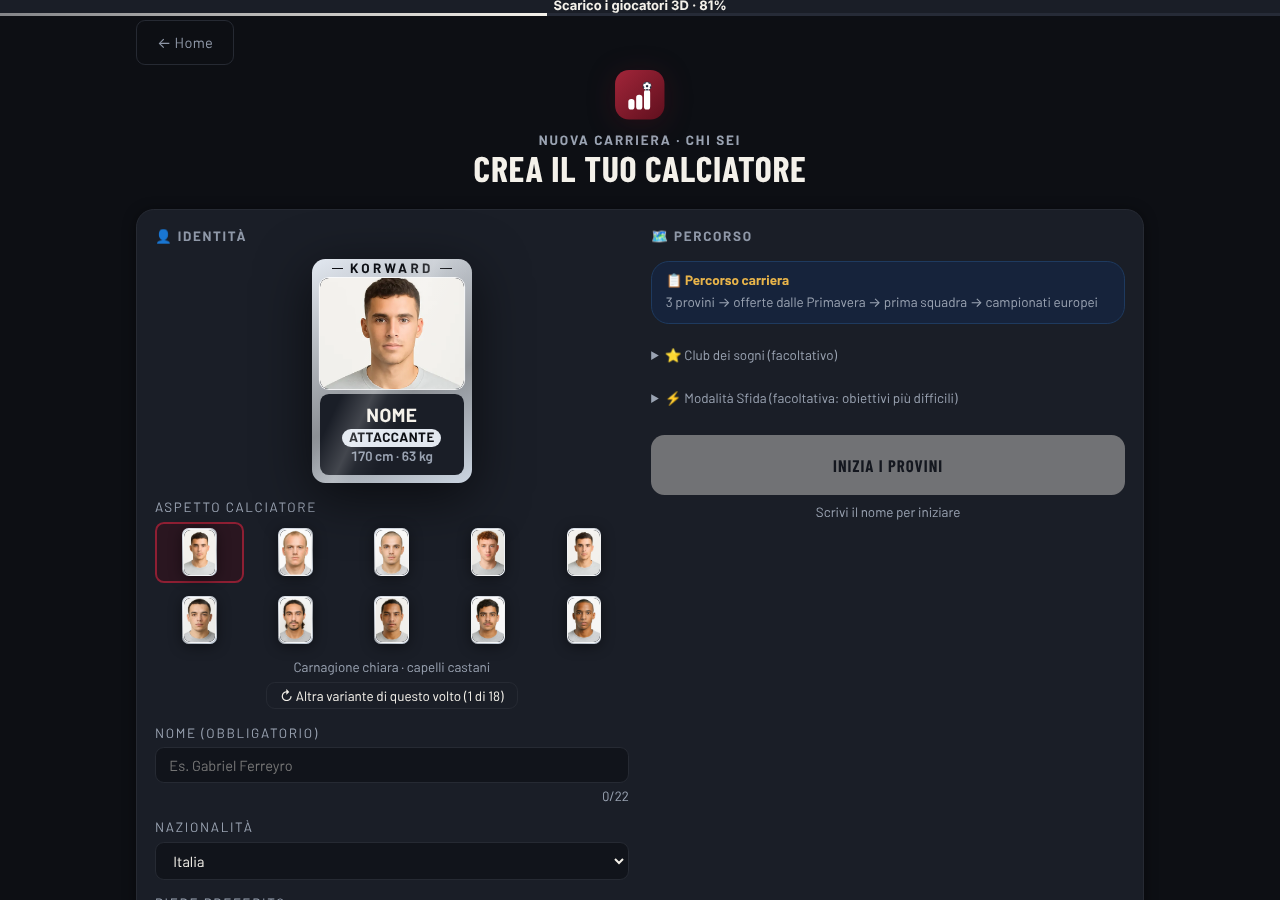 Scarico i giocatori 3D · 81%
← Home
NUOVA CARRIERA · CHI SEI
CREA IL TUO CALCIATORE
👤 IDENTITÀ
— KORWARD —
NOME
ATTACCANTE
170 cm · 63 kg
ASPETTO CALCIATORE
Carnagione chiara · capelli castani
↻ Altra variante di questo volto (1 di 18)
NOME (OBBLIGATORIO)
Es. Gabriel Ferreyro
0/22
NAZIONALITÀ
Italia
PIEDE PREFERITO
🗺️ PERCORSO
📋 Percorso carriera
3 provini → offerte dalle Primavera → prima squadra → campionati europei
▶ ⭐ Club dei sogni (facoltativo)
▶ ⚡ Modalità Sfida (facoltativa: obiettivi più difficili)
INIZIA I PROVINI
Scrivi il nome per iniziare